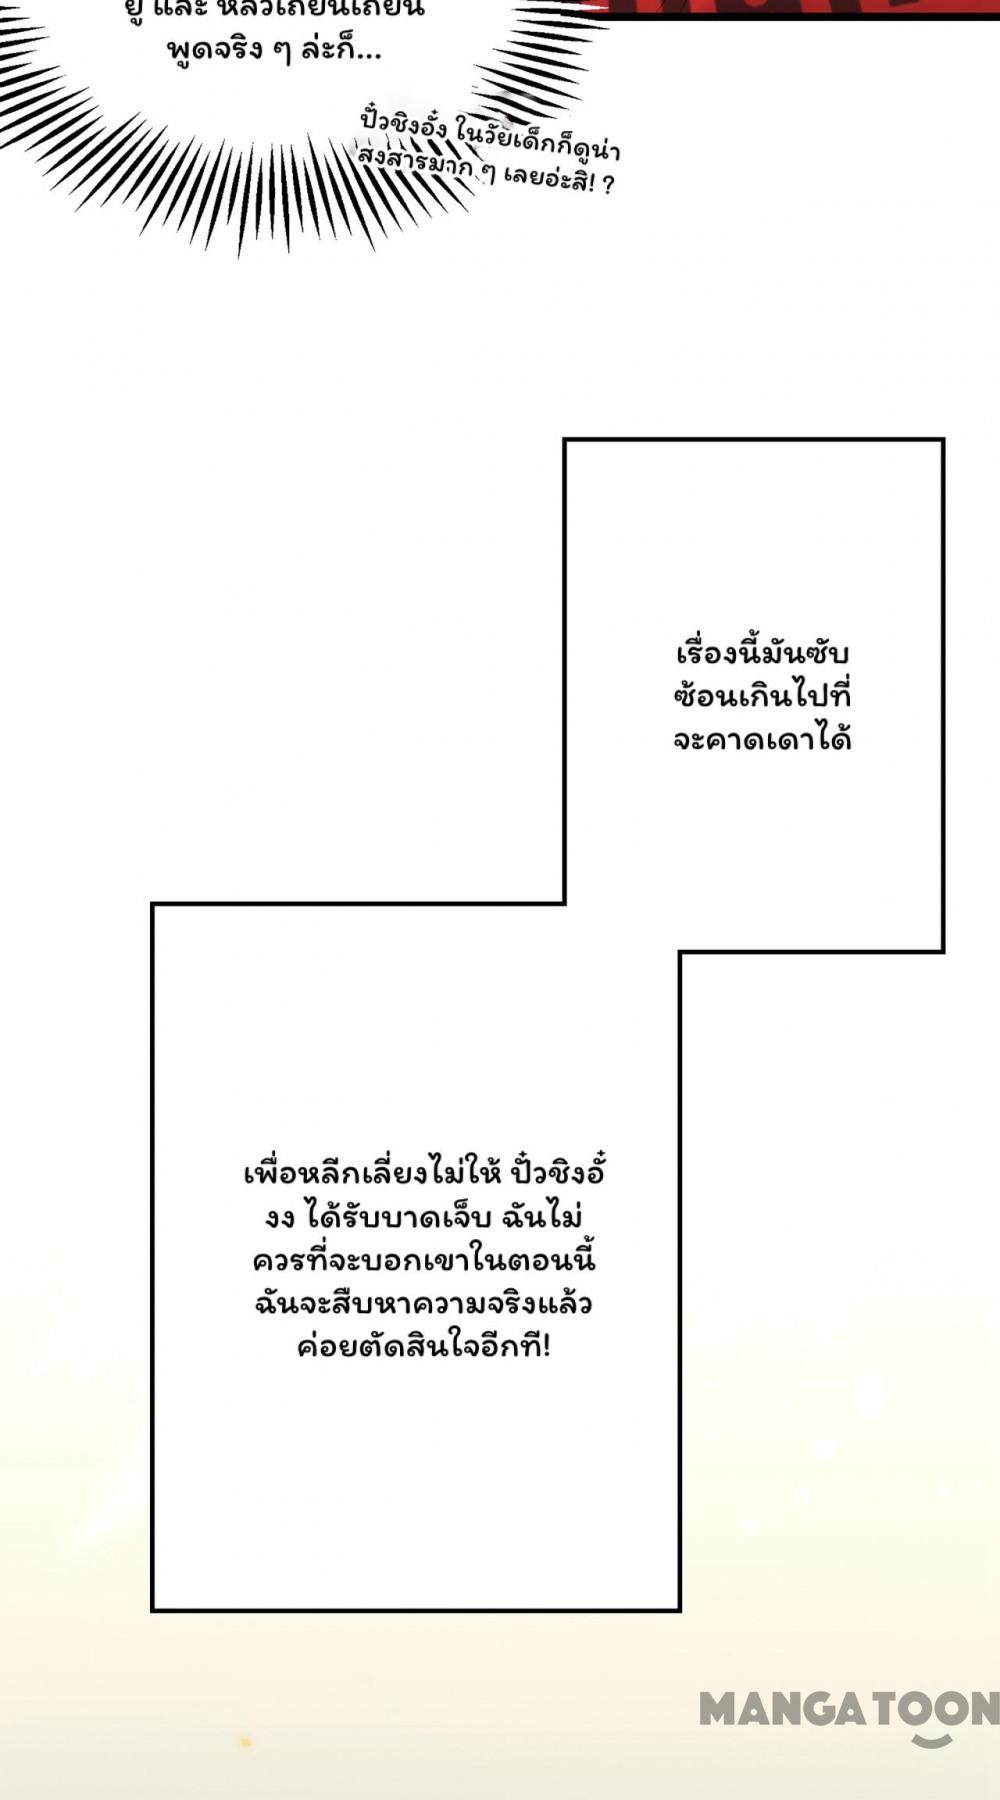 ยู และ หลัวเถียนเถียน
พูดจริง ๆ ล่ะก็...
ปั๋วชิงอั๋ง ในวัยเด็กก็ดูน่า
สงสารมาก ๆ เลยอ่ะสิ! ?
เรื่องนี้มันซับ
ซ้อนเกินไปที่
จะคาดเดาได้
เพื่อหลีกเลี่ยงไม่ให้ ปั๋วชิงอั๋
งง ได้รับบาดเจ็บ ฉันไม่
ควรที่จะบอกเขาในตอนนี้
ฉันจะสืบหาความจริงแล้ว
ค่อยตัดสินใจอีกที!
MANGATOON